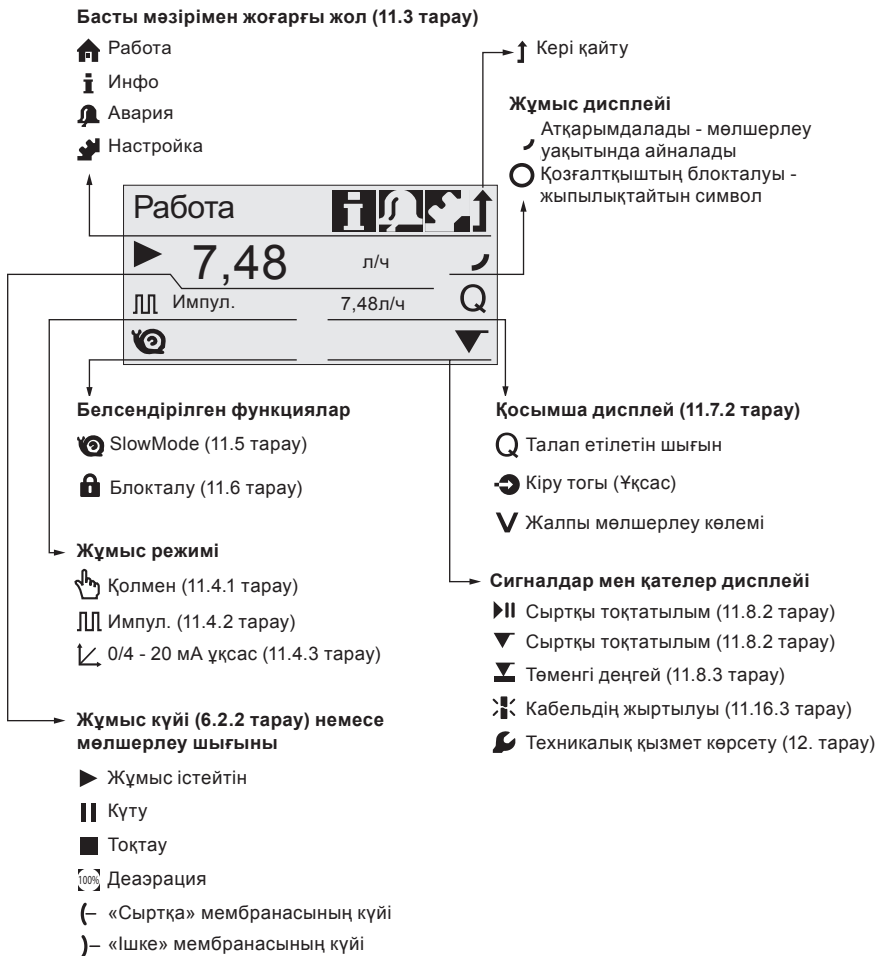 Басты мәзірімен жоғарғы жол (11.3 тарау)
Работа
Инфо
Авария
Настройка
Кері қайту
Жұмыс дисплейі
Атқарымдалады - мөлшерлеу
уақытында айналады
Қозғалтқыштың блокталуы -
жыпылықтайтын символ
Работа
7,48
л/ч
Импул.
7,48л/ч
Q
Белсендірілген функциялар
SlowMode (11.5 тарау)
Блокталу (11.6 тарау)
Жұмыс режимі
Қолмен (11.4.1 тарау)
Импул. (11.4.2 тарау)
0/4 - 20 мА ұқсас (11.4.3 тарау)
Жұмыс күйі (6.2.2 тарау) немесе
мөлшерлеу шығыны
Жұмыс істейтін
Күту
Тоқтау
100% Деаэрация
«Сыртқа» мембранасының күйі
«Ішке» мембранасының күйі
Қосымша дисплей (11.7.2 тарау)
Q Талап етілетін шығын
Кіру тогы (Ұқсас)
V Жалпы мөлшерлеу көлемі
Сигналдар мен қателер дисплейі
Сыртқы тоқтатылым (11.8.2 тарау)
Сыртқы тоқтатылым (11.8.2 тарау)
Төменгі деңгей (11.8.3 тарау)
Кабельдің жыртылуы (11.16.3 тарау)
Техникалық қызмет көрсету (12. тарау)